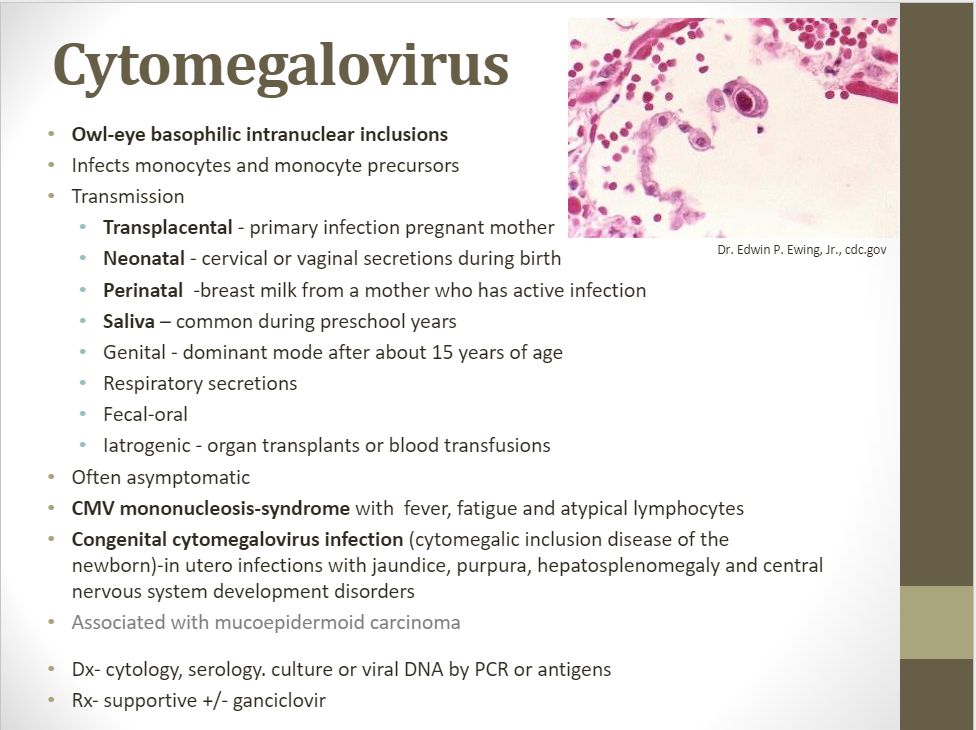 Cytomegalovirus
• Owl-eye basophilic intranuclear inclusions
• Infects monocytes and monocyte precursors
• Transmission
• Transplacental - primary infection pregnant mother
• Neonatal - cervical or vaginal secretions during birth
• Perinatal  -breast milk from a mother who has active infection
• Saliva – common during preschool years
• Genital - dominant mode after about 15 years of age
• Respiratory secretions
• Fecal-oral
• Iatrogenic - organ transplants or blood transfusions
• Often asymptomatic
• CMV mononucleosis-syndrome with  fever, fatigue and atypical lymphocytes
• Congenital cytomegalovirus infection (cytomegalic inclusion disease of the
newborn)-in utero infections with jaundice, purpura, hepatosplenomegaly and central
nervous system development disorders
• Associated with mucoepidermoid carcinoma
• Dx- cytology, serology. culture or viral DNA by PCR or antigens
• Rx- supportive +/- ganciclovir
Dr. Edwin P. Ewing, Jr., cdc.gov